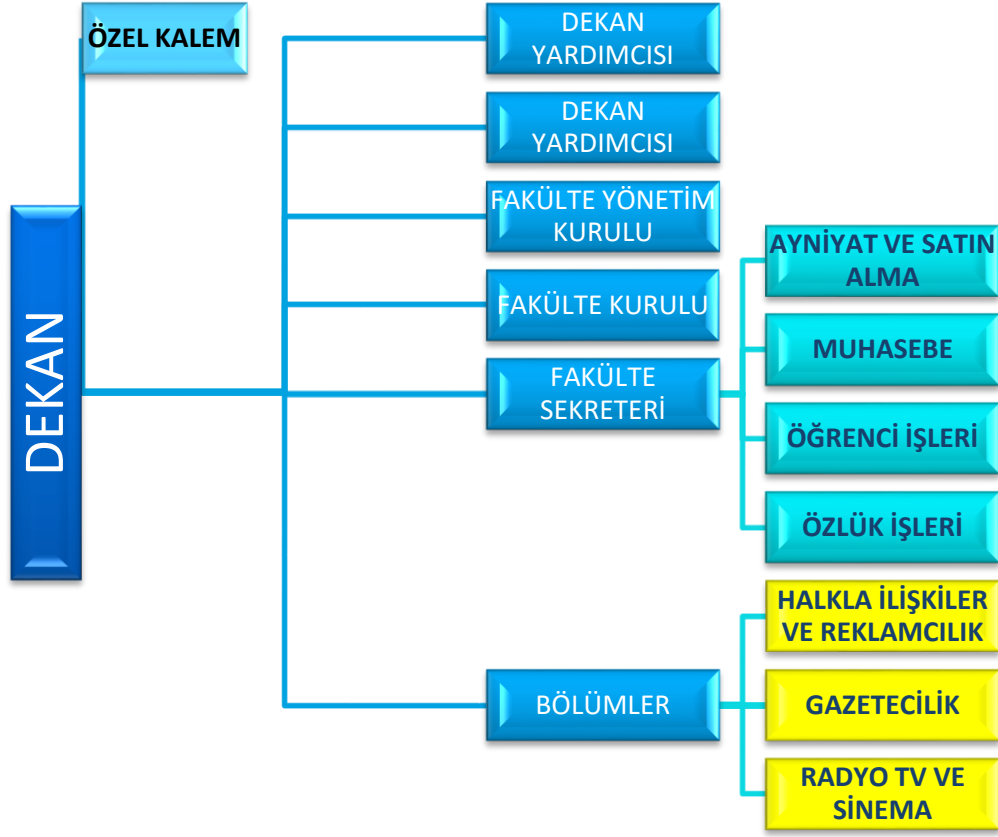 ÖZEL KALEM
DEKAN
DEKAN
YARDIMCISI
DEKAN
YARDIMCISI
FAKÜLTE YÖNETİM
KURULU
FAKÜLTE KURULU
FAKÜLTE
SEKRETERİ
AYNİYAT VE SATIN
ALMA
MUHASEBE
ÖĞRENCİ İŞLERİ
ÖZLÜK İŞLERİ
BÖLÜMLER
HALKLA İLİŞKİLER
VE REKLAMCILIK
GAZETECİLİK
RADYO TV VE
SİNEMA